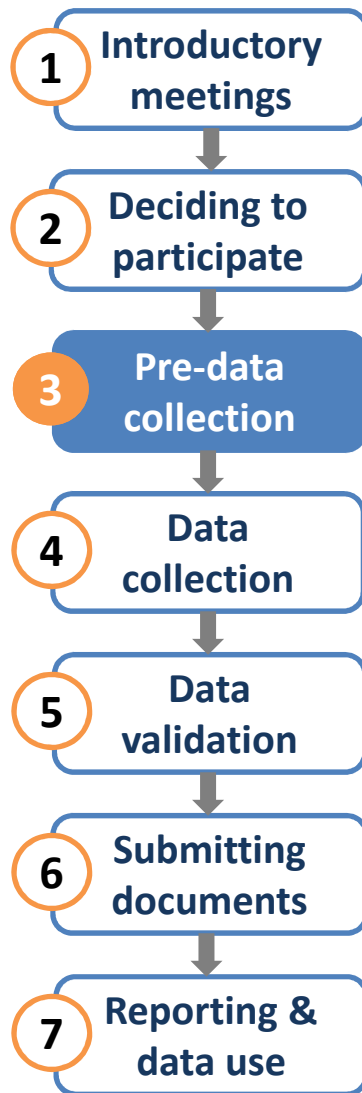 1
Introductory
meetings
2
Deciding to
participate
3
Pre-data
collection
4
Data
collection
5
Data
validation
6
Submitting
documents
7
Reporting &
data use